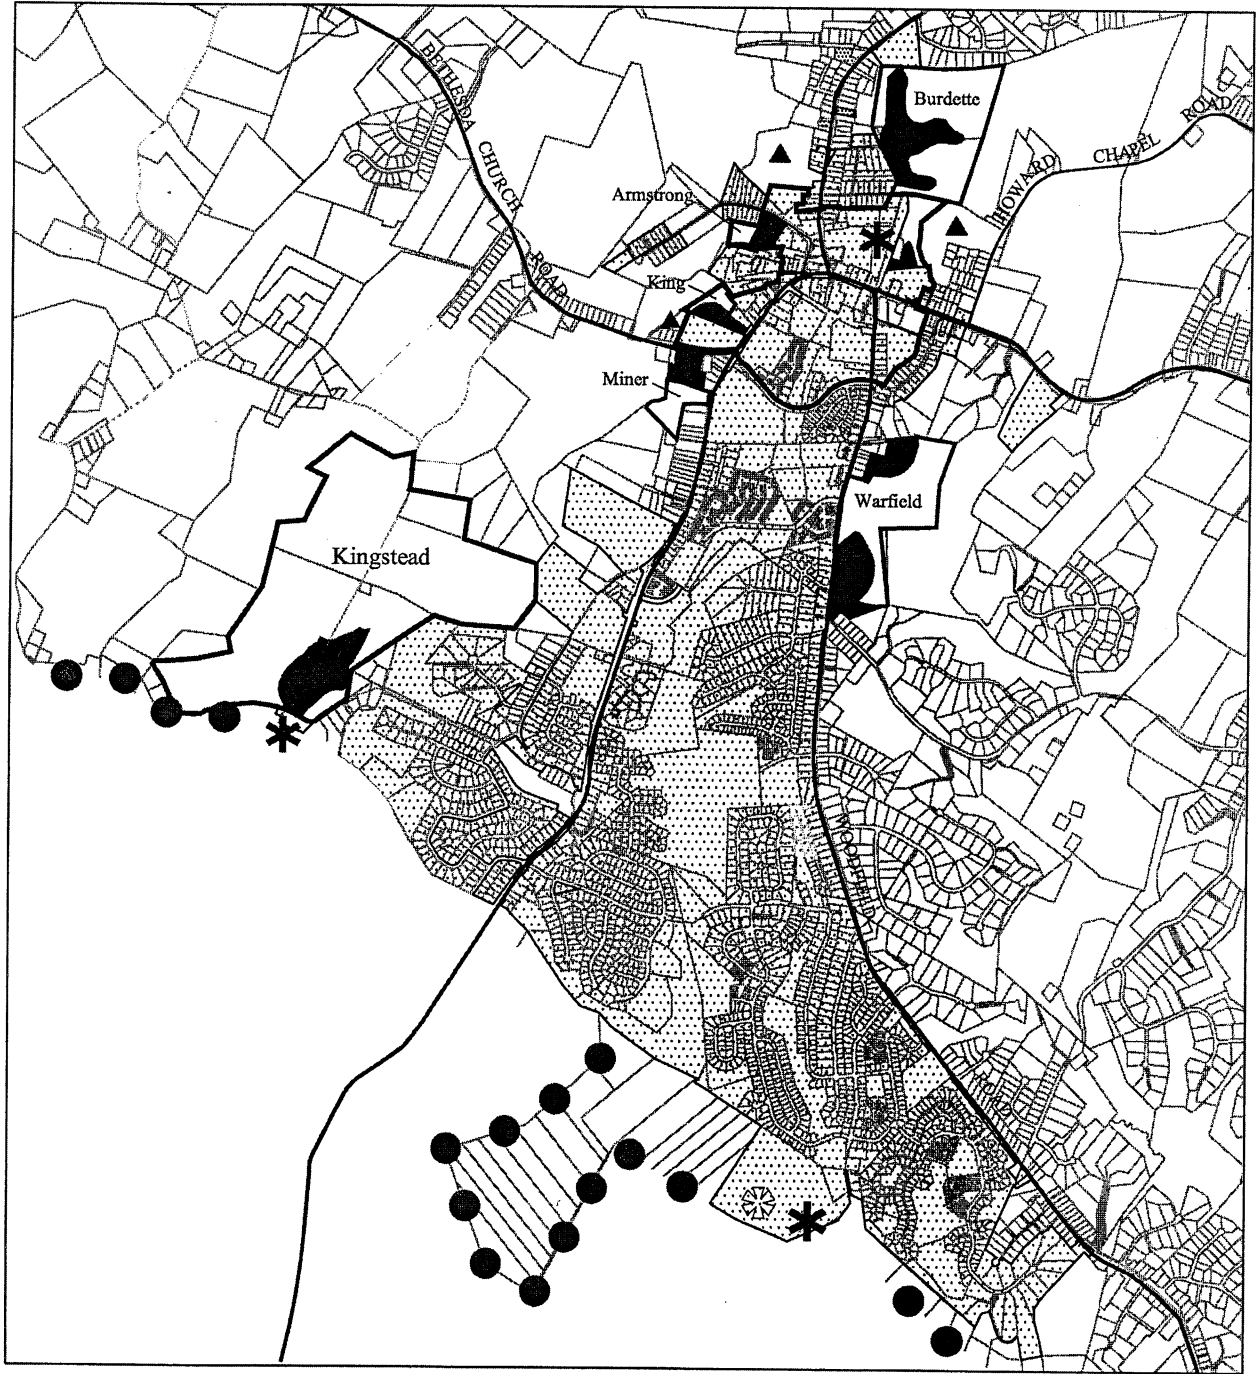 BETHESDA
CHURCH
ROAD
Burdette
HOWARD
CHAPEL
ROAD
Armstrong
King
Miner
Warfield
Kingstead
WOODFIELD
ROAD